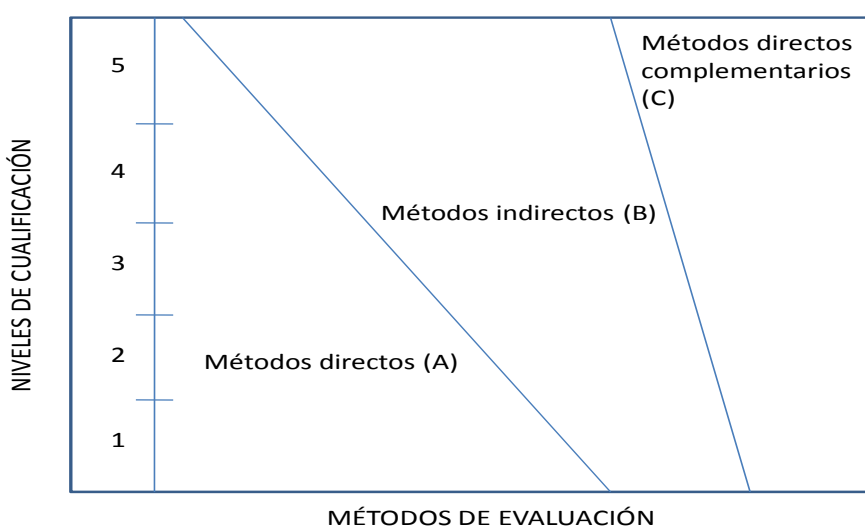 Métodos directos
complementarios
(C)
5
4
3
2
1
NIVELES DE CUALIFICACIÓN
Métodos indirectos (B)
Métodos directos (A)
MÉTODOS DE EVALUACIÓN